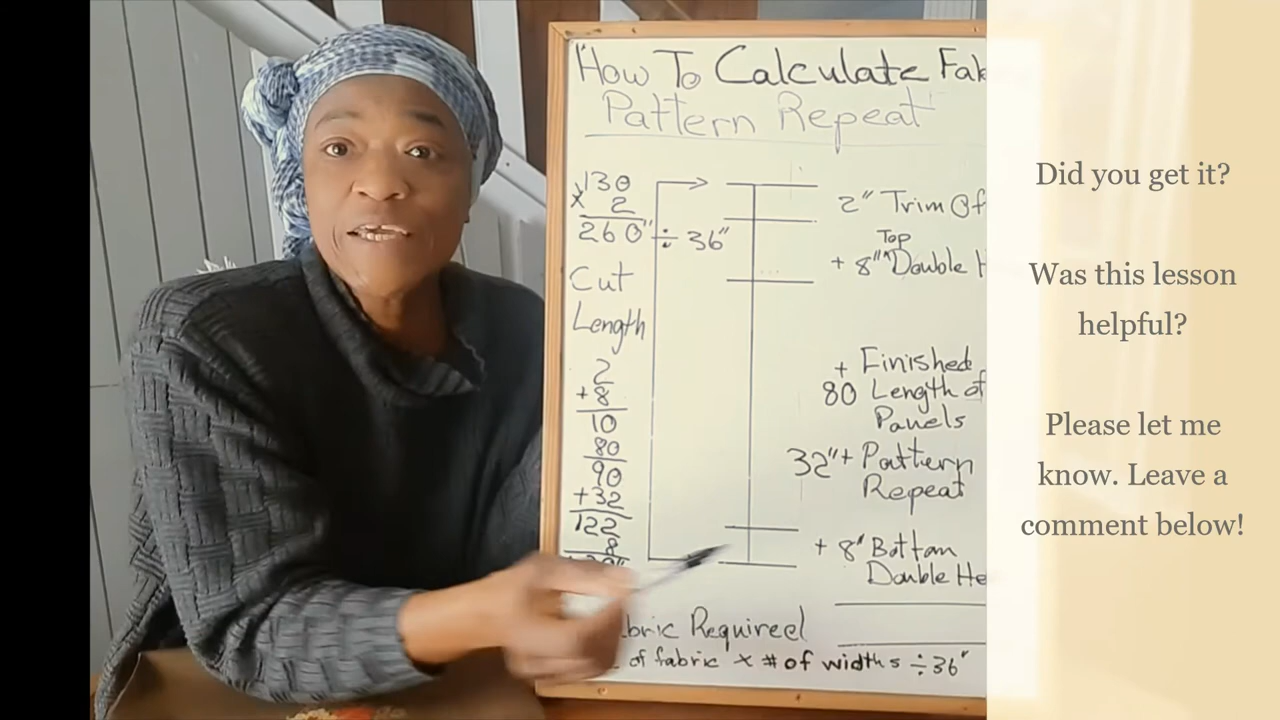 How To Calculate Fab
Pattern Repeat
130
x 2
260" ÷ 36"
Cut
Length
2
+8
10
80
90
+32
122
8
2" Trim Of
Top
+ 8" Double H
+ Finished
80 Length of
Panels
32"+ Pattern
Repeat
+ 8" Bottom
Double He
Required
of fabric x # of widths ÷ 36"
Did you get it?
Was this lesson
helpful?
Please let me
know. Leave a
comment below!